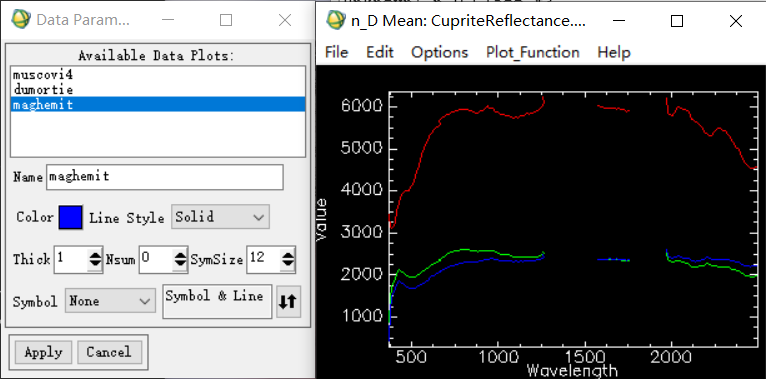 Data Param...
Available Data Plots:
muscovi4
dumortie
maghemit
Name maghemit
Color Line Style Solid
Thick 1 Nsum 0 SymSize 12
Symbol None Symbol & Line
Apply Cancel
n_D Mean: CupriteReflectance....
File Edit Options Plot_Function Help
6000
5000
4000
3000
2000
1000
Value
500 1000 1500 2000
Wavelength